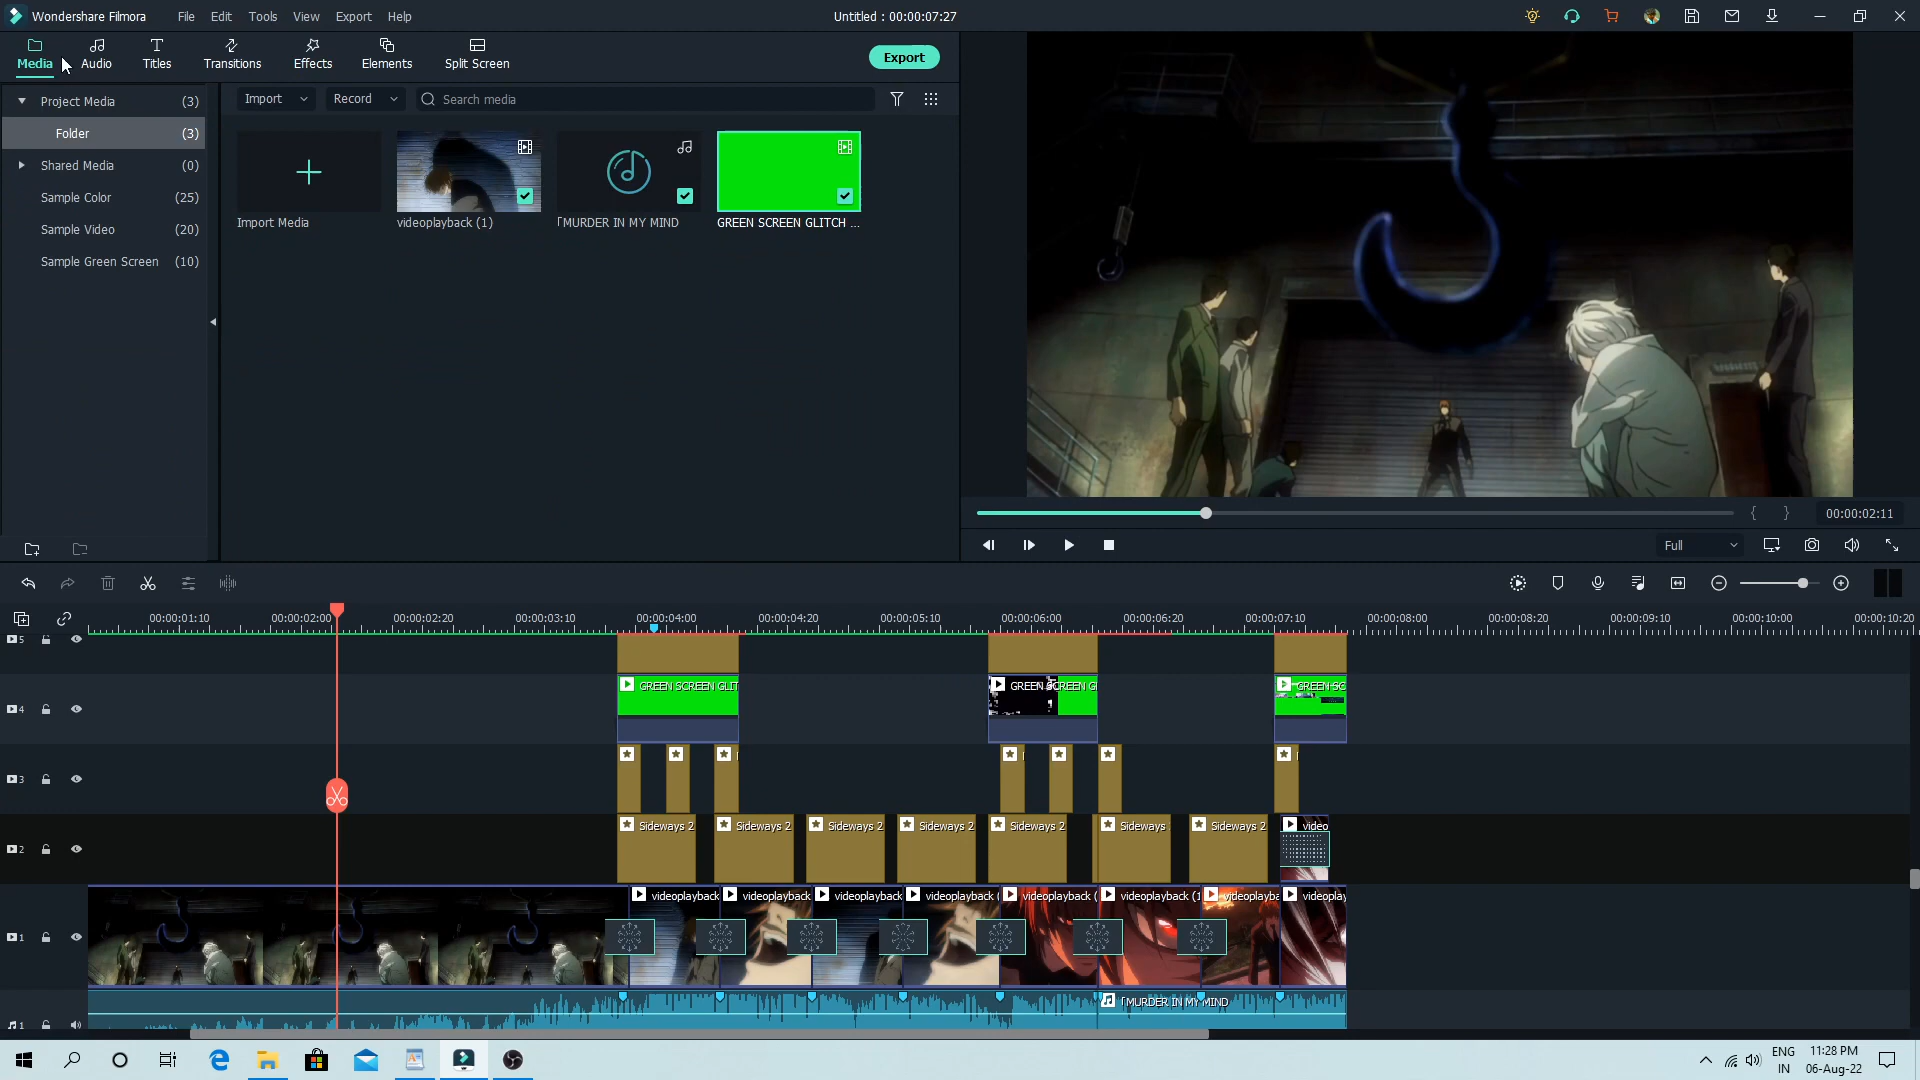 Wondershare Filmora File Edit Tools View Export Help Untitled : 00:00:07:27
Media Audio Titles Transitions Effects Elements Split Screen Export
Project Media (3)
Folder (3)
Shared Media (0)
Sample Color (25)
Sample Video (20)
Sample Green Screen (10)
Import Record Search media
Import Media videoplayback (1) 「MURDER IN MY MIND GREEN SCREEN GLITCH ...
{ } 00:00:02:11
Full
00:00:01:10 00:00:02:00 00:00:02:20 00:00:03:10 00:00:04:00 00:00:04:20 00:00:05:10 00:00:06:00 00:00:06:20 00:00:07:10 00:00:08:00 00:00:08:20 00:00:09:10 00:00:10:00 00:00:10:20
5
4 GREEN SCREEN GLIT GREEN SCREEN GL GREEN SC
3
2 Sideways 2 Sideways 2 Sideways 2 Sideways 2 Sideways 2 Sideways Sideways 2 video
1 videoplayback videoplayback videoplayback videoplayback ( videoplayback ( videoplayback (1 videoplayba videoplay
1 「MURDER IN MY MIND
ENG
IN
11:28 PM
06-Aug-22